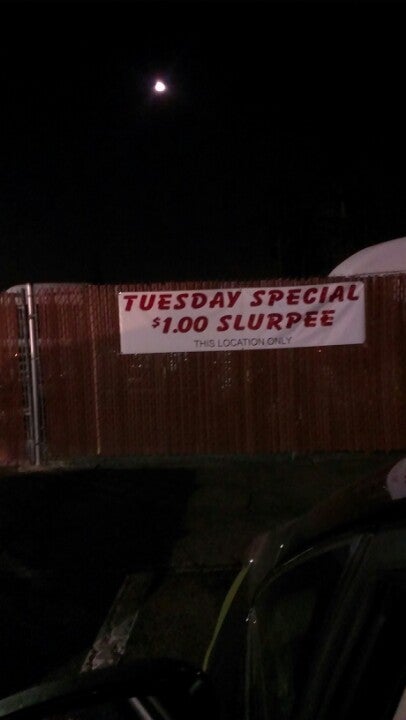 TUESDAY SPECIAL
$1.00 SLURPEE
THIS LOCATION ONLY